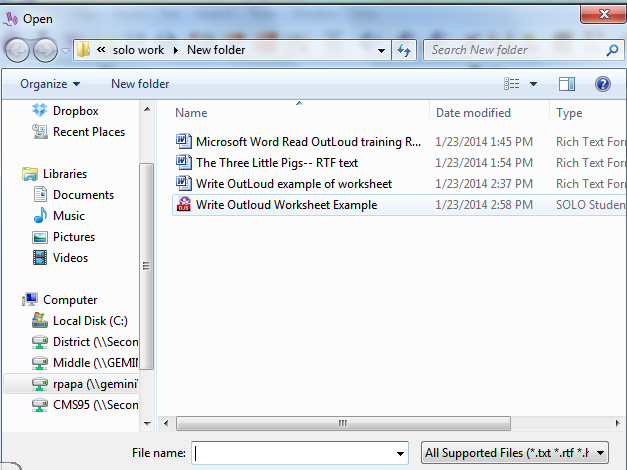 Open
« solo work ▸ New folder
Search New folder
Organize ▾ New folder
Name Date modified Type
Dropbox
Recent Places
Libraries
Documents
Music
Pictures
Videos
Computer
Local Disk (C:)
District (\\Secon
Middle (\\GEMINI
rpapa (\\gemini'
CMS95 (\\Secon
Microsoft Word Read OutLoud training R... 1/23/2014 1:45 PM Rich Text For
The Three Little Pigs-- RTF text 1/23/2014 1:54 PM Rich Text For
Write OutLoud example of worksheet 1/23/2014 2:37 PM Rich Text For
Write Outloud Worksheet Example 1/23/2014 2:58 PM SOLO Studen
File name:
All Supported Files (*.txt *.rtf *.h